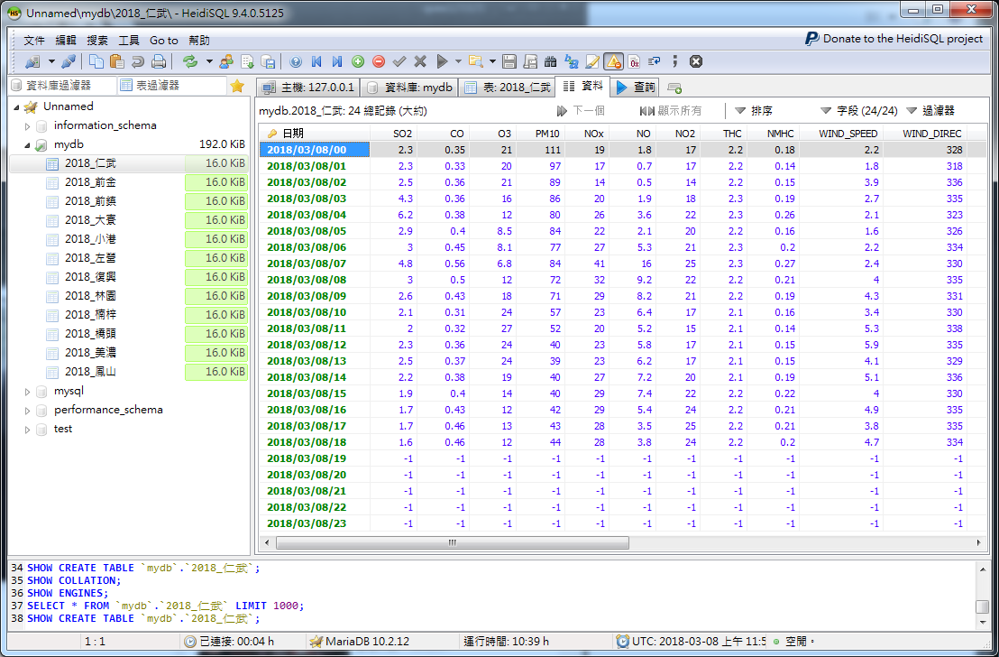 Unnamed\mydb\2018_仁武\ - HeidiSQL 9.4.0.5125
文件 編輯 搜索 工具 Go to 幫助
Donate to the HeidiSQL project
資料庫過濾器 表過濾器
主機: 127.0.0.1 資料庫: mydb 表: 2018_仁武 資料 查詢
Unnamed
information_schema
mydb 192.0 KiB
2018_仁武 16.0 KiB
2018_前金 16.0 KiB
2018_前鎮 16.0 KiB
2018_大寮 16.0 KiB
2018_小港 16.0 KiB
2018_左營 16.0 KiB
2018_復興 16.0 KiB
2018_林園 16.0 KiB
2018_楠梓 16.0 KiB
2018_橋頭 16.0 KiB
2018_美濃 16.0 KiB
2018_鳳山 16.0 KiB
mysql
performance_schema
test
mydb.2018_仁武: 24 總記錄 (大約) 下一個 顯示所有 排序 字段 (24/24) 過濾器
日期 SO2 CO O3 PM10 NOx NO NO2 THC NMHC WIND_SPEED WIND_DIREC
2018/03/08/00 2.3 0.35 21 111 19 1.8 17 2.2 0.18 2.2 328
2018/03/08/01 2.3 0.33 20 97 17 0.7 17 2.2 0.14 1.8 318
2018/03/08/02 2.5 0.36 21 89 14 0.5 14 2.2 0.15 3.9 336
2018/03/08/03 4.3 0.36 16 86 20 1.9 18 2.3 0.19 2.7 335
2018/03/08/04 6.2 0.38 12 80 26 3.6 22 2.3 0.26 2.1 323
2018/03/08/05 2.9 0.4 8.5 84 22 2.1 20 2.2 0.16 1.6 326
2018/03/08/06 3 0.45 8.1 77 27 5.3 21 2.3 0.2 2.2 334
2018/03/08/07 4.8 0.56 6.8 84 41 16 25 2.3 0.27 2.4 330
2018/03/08/08 3 0.5 12 72 32 9.2 22 2.2 0.21 4 335
2018/03/08/09 2.6 0.43 18 71 29 8.2 21 2.2 0.19 4.3 331
2018/03/08/10 2.1 0.31 24 57 23 6.4 17 2.1 0.16 3.4 330
2018/03/08/11 2 0.32 27 52 20 5.2 15 2.1 0.14 5.3 338
2018/03/08/12 2.3 0.36 24 40 23 5.8 17 2.1 0.15 5.9 335
2018/03/08/13 2.5 0.37 24 39 23 6.2 17 2.1 0.15 4.1 329
2018/03/08/14 2.2 0.38 19 40 27 7.2 20 2.1 0.19 5.1 336
2018/03/08/15 1.9 0.4 14 40 29 7.4 22 2.2 0.22 4 330
2018/03/08/16 1.7 0.43 12 42 29 5.4 24 2.2 0.21 4.9 335
2018/03/08/17 1.7 0.46 13 43 28 3.5 25 2.2 0.21 3.8 335
2018/03/08/18 1.6 0.46 12 44 28 3.8 24 2.2 0.2 4.7 334
2018/03/08/19 -1 -1 -1 -1 -1 -1 -1 -1 -1 -1 -1
2018/03/08/20 -1 -1 -1 -1 -1 -1 -1 -1 -1 -1 -1
2018/03/08/21 -1 -1 -1 -1 -1 -1 -1 -1 -1 -1 -1
2018/03/08/22 -1 -1 -1 -1 -1 -1 -1 -1 -1 -1 -1
2018/03/08/23 -1 -1 -1 -1 -1 -1 -1 -1 -1 -1 -1
34 SHOW CREATE TABLE `mydb`.`2018_仁武`;
35 SHOW COLLATION;
36 SHOW ENGINES;
37 SELECT * FROM `mydb`.`2018_仁武` LIMIT 1000;
38 SHOW CREATE TABLE `mydb`.`2018_仁武`;
1 : 1 已連接: 00:04 h MariaDB 10.2.12 運行時間: 10:39 h UTC: 2018-03-08 上午 11:5 空閒。